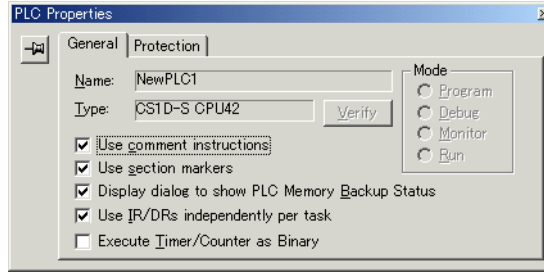 PLC Properties
General
Protection
Name: NewPLC1
Type: CS1D-S CPU42
Verify
Mode
Program
Debug
Monitor
Run
Use comment instructions
Use section markers
Display dialog to show PLC Memory Backup Status
Use IR/DRs independently per task
Execute Timer/Counter as Binary